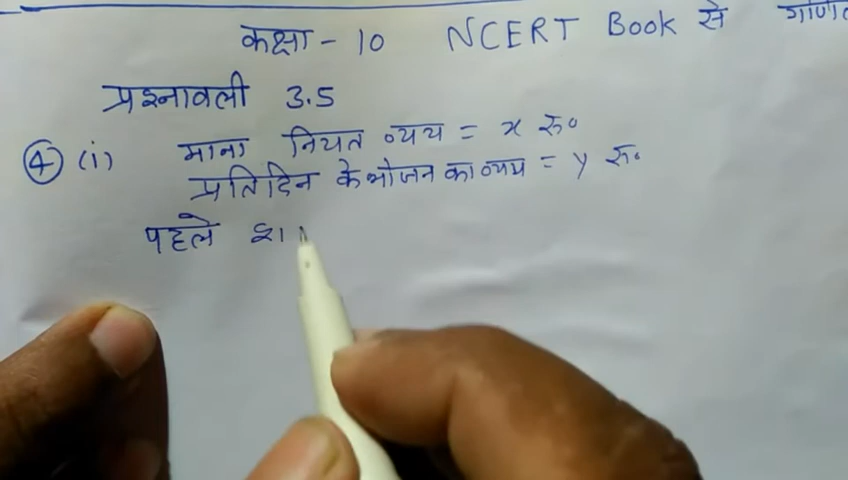 कक्षा - 10 NCERT Book से
प्रश्नावली 3.5
④ (i) माना नियत व्यय = x रु०
प्रतिदिन के भोजन का व्यय = y रु०
पहले